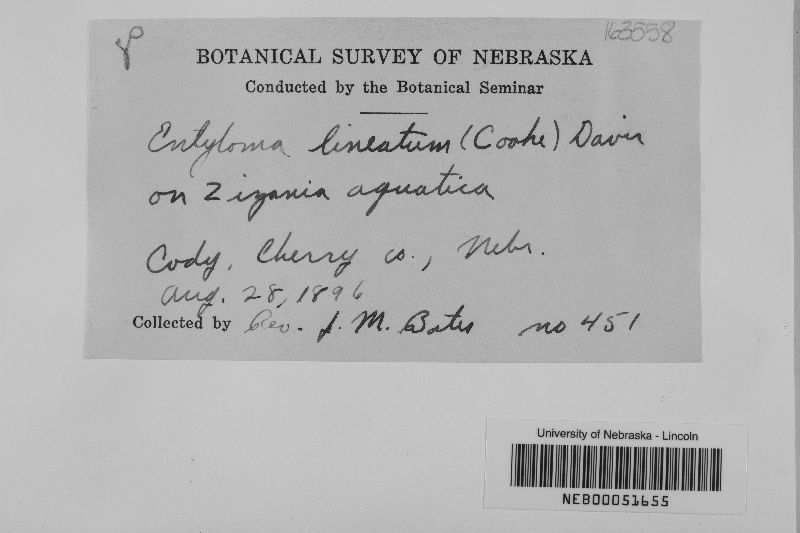 163558
BOTANICAL SURVEY OF NEBRASKA
Conducted by the Botanical Seminar
Entyloma lineatum (Cooke) Davis
on Zizania aquatica
Cody, Cherry co., Nebr.
Aug. 28, 1896
Collected by Rev. J. M. Bates no 451
University of Nebraska - Lincoln
NEB00051655